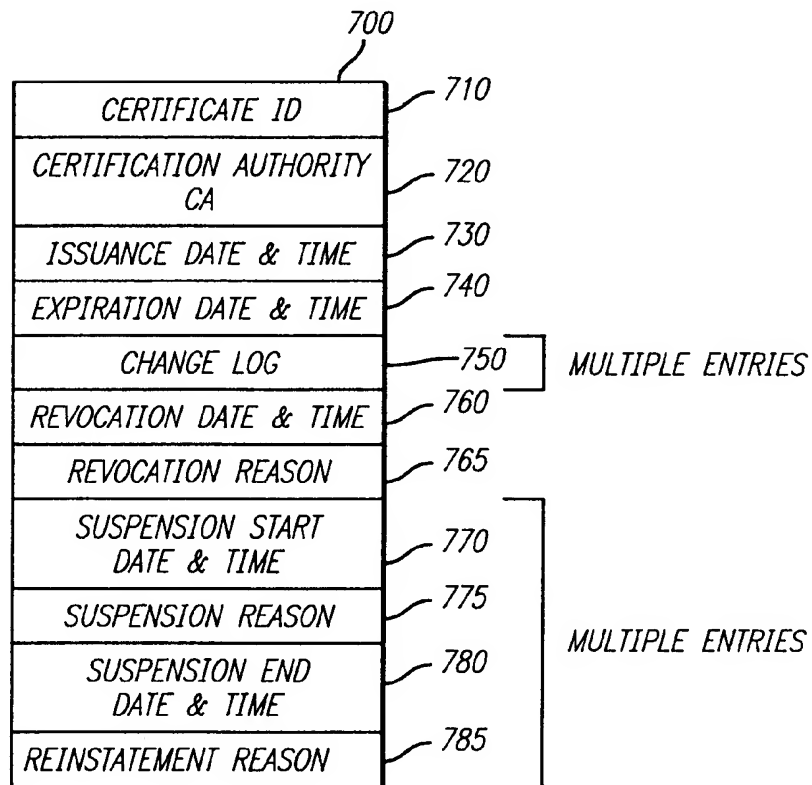 700
CERTIFICATE ID 710
CERTIFICATION AUTHORITY
CA 720
ISSUANCE DATE & TIME 730
EXPIRATION DATE & TIME 740
CHANGE LOG 750 MULTIPLE ENTRIES
REVOCATION DATE & TIME 760
REVOCATION REASON 765
SUSPENSION START
DATE & TIME 770
SUSPENSION REASON 775
MULTIPLE ENTRIES
SUSPENSION END 780
DATE & TIME
REINSTATEMENT REASON 785